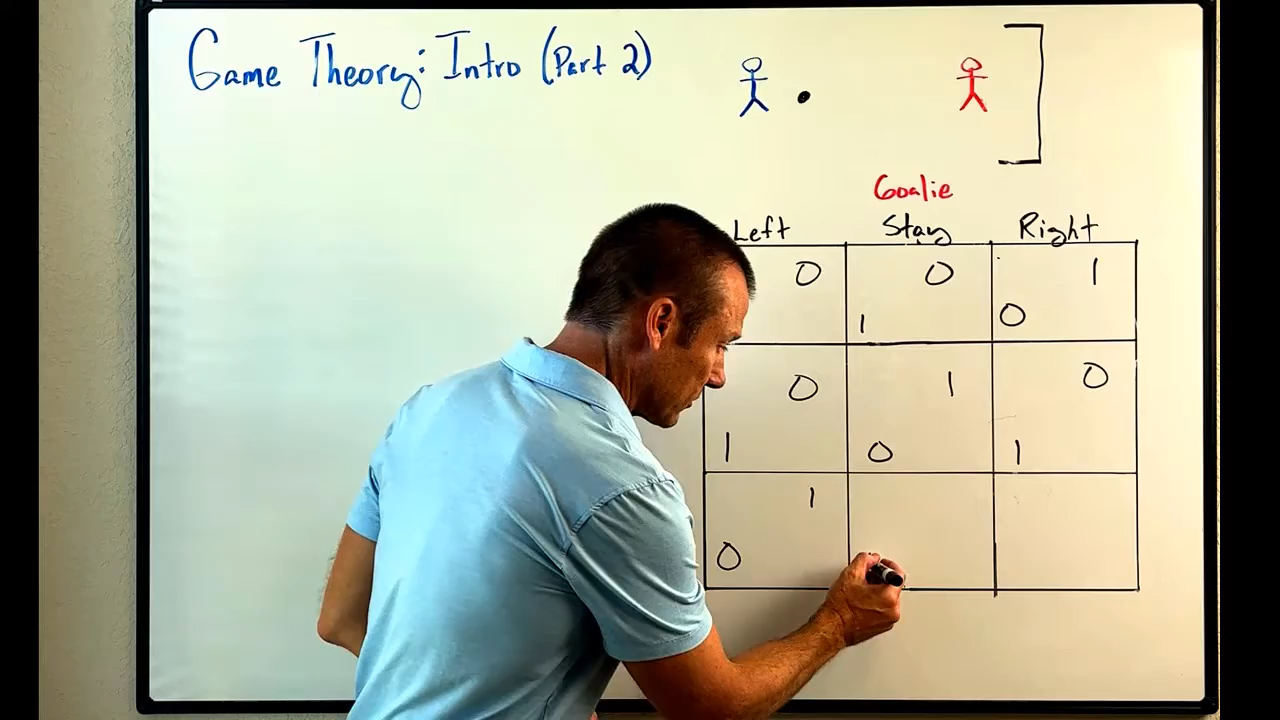 Game Theory: Intro (Part 2)
Goalie
Left Stay Right
0 0 1
1 0
0 1 0
1 0 1
1
0